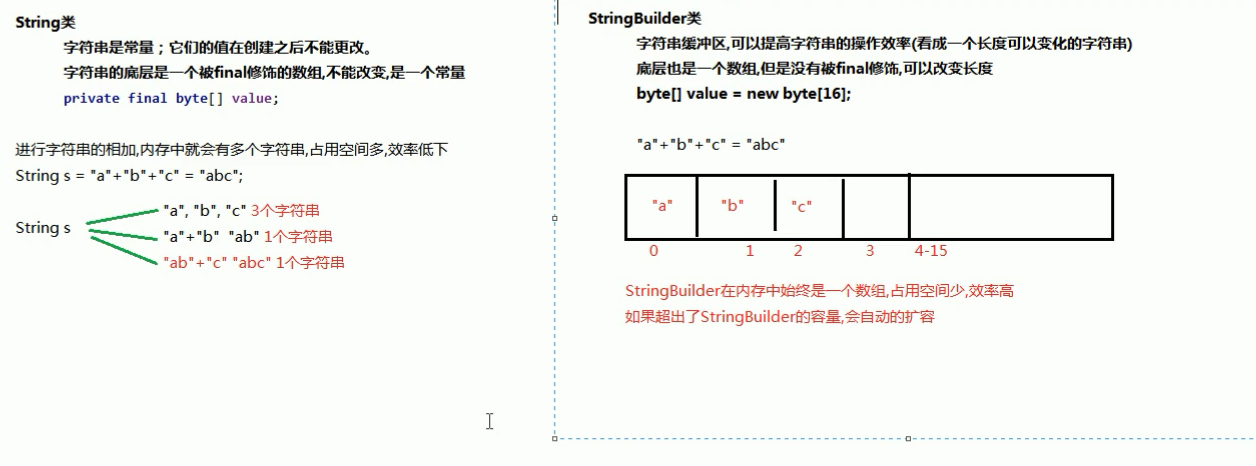 String类
字符串是常量；它们的值在创建之后不能更改。
字符串的底层是一个被final修饰的数组,不能改变,是一个常量
private final byte[] value;
进行字符串的相加,内存中就会有多个字符串,占用空间多,效率低下
String s = "a"+"b"+"c" = "abc";
String s
"a", "b", "c" 3个字符串
"a"+"b" "ab" 1个字符串
"ab"+"c" "abc" 1个字符串
StringBuilder类
字符串缓冲区,可以提高字符串的操作效率(看成一个长度可以变化的字符串)
底层也是一个数组,但是没有被final修饰,可以改变长度
byte[] value = new byte[16];
"a"+"b"+"c" = "abc"
"a" "b" "c"
0 1 2 3 4-15
StringBuilder在内存中始终是一个数组,占用空间少,效率高
如果超出了StringBuilder的容量,会自动的扩容